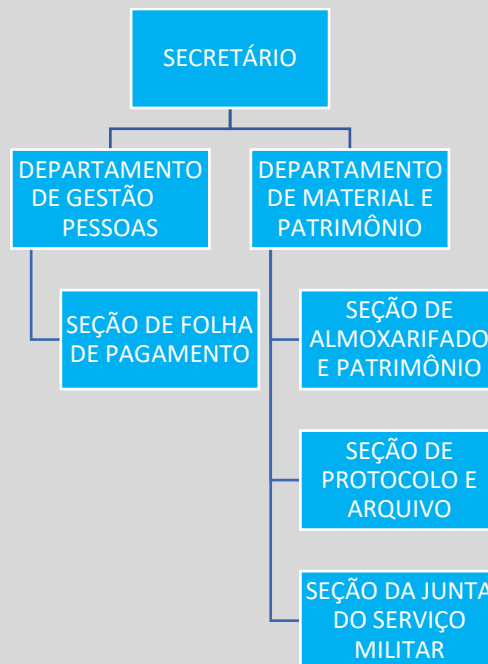 SECRETÁRIO
DEPARTAMENTO
DE GESTÃO
PESSOAS
DEPARTAMENTO
DE MATERIAL E
PATRIMÔNIO
SEÇÃO DE FOLHA
DE PAGAMENTO
SEÇÃO DE
ALMOXARIFADO
E PATRIMÔNIO
SEÇÃO DE
PROTOCOLO E
ARQUIVO
SEÇÃO DA JUNTA
DO SERVIÇO
MILITAR